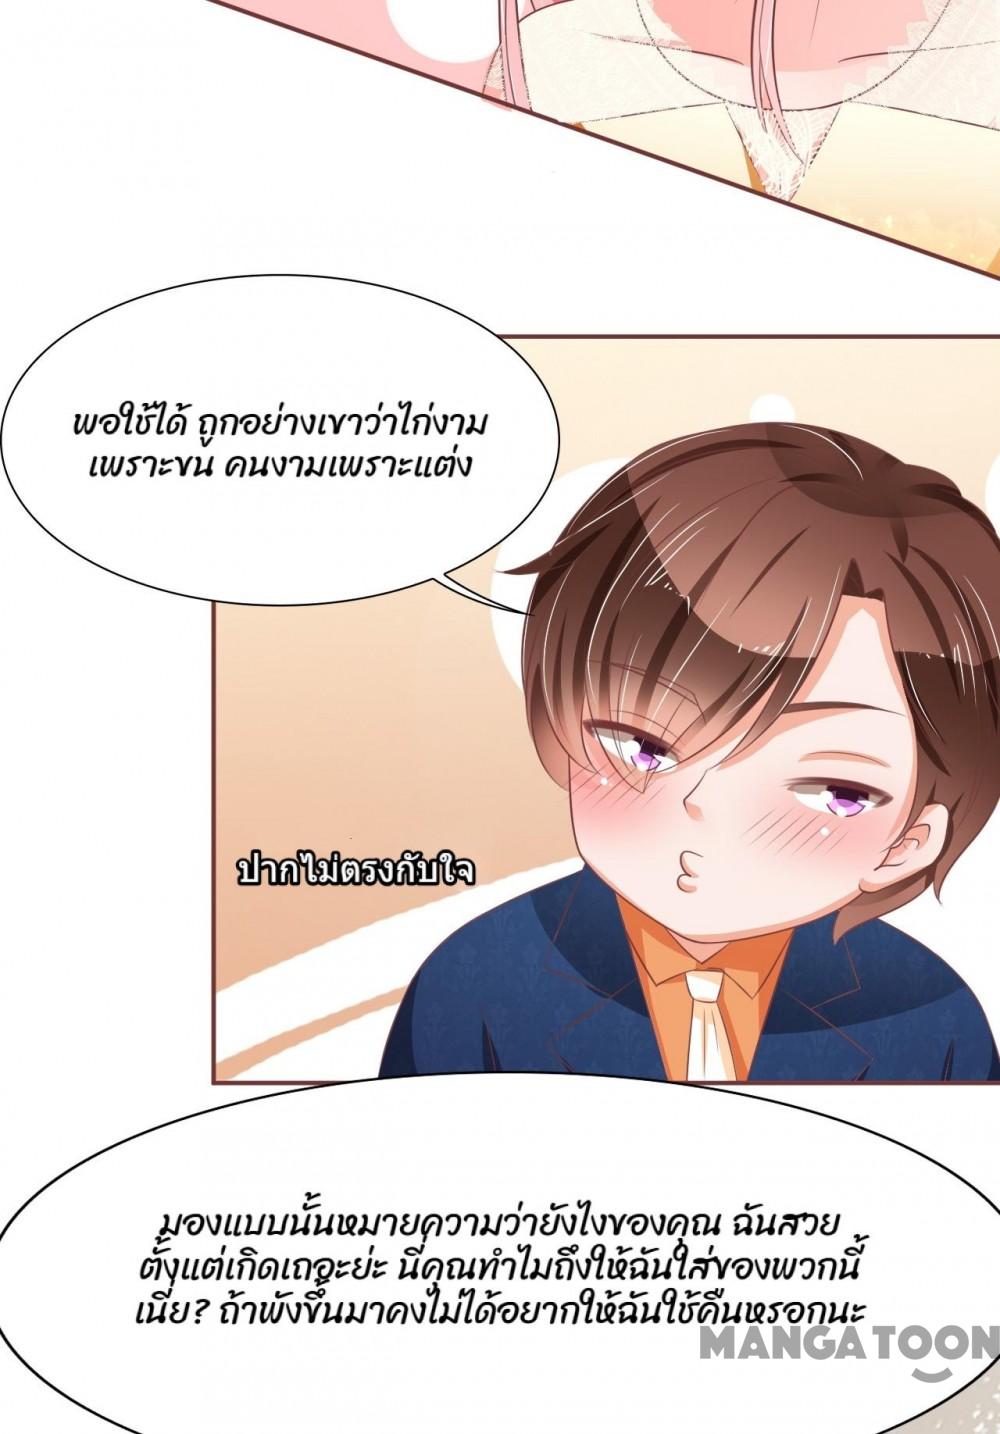 พอใช้ได้ ถูกอย่างเขาว่าไก่งาม
เพราะขน คนงามเพราะแต่ง
ปากไม่ตรงกับใจ
มองแบบนั้นหมายความว่ายังไงของคุณ ฉันสวย
ตั้งแต่เกิดเถอะย่ะ นี่คุณทำไมถึงให้ฉันใส่ของพวกนี้
เนี่ย? ถ้าพังขึ้นมาคงไม่ได้อยากให้ฉันใช้คืนหรอกนะ
MANGATOON